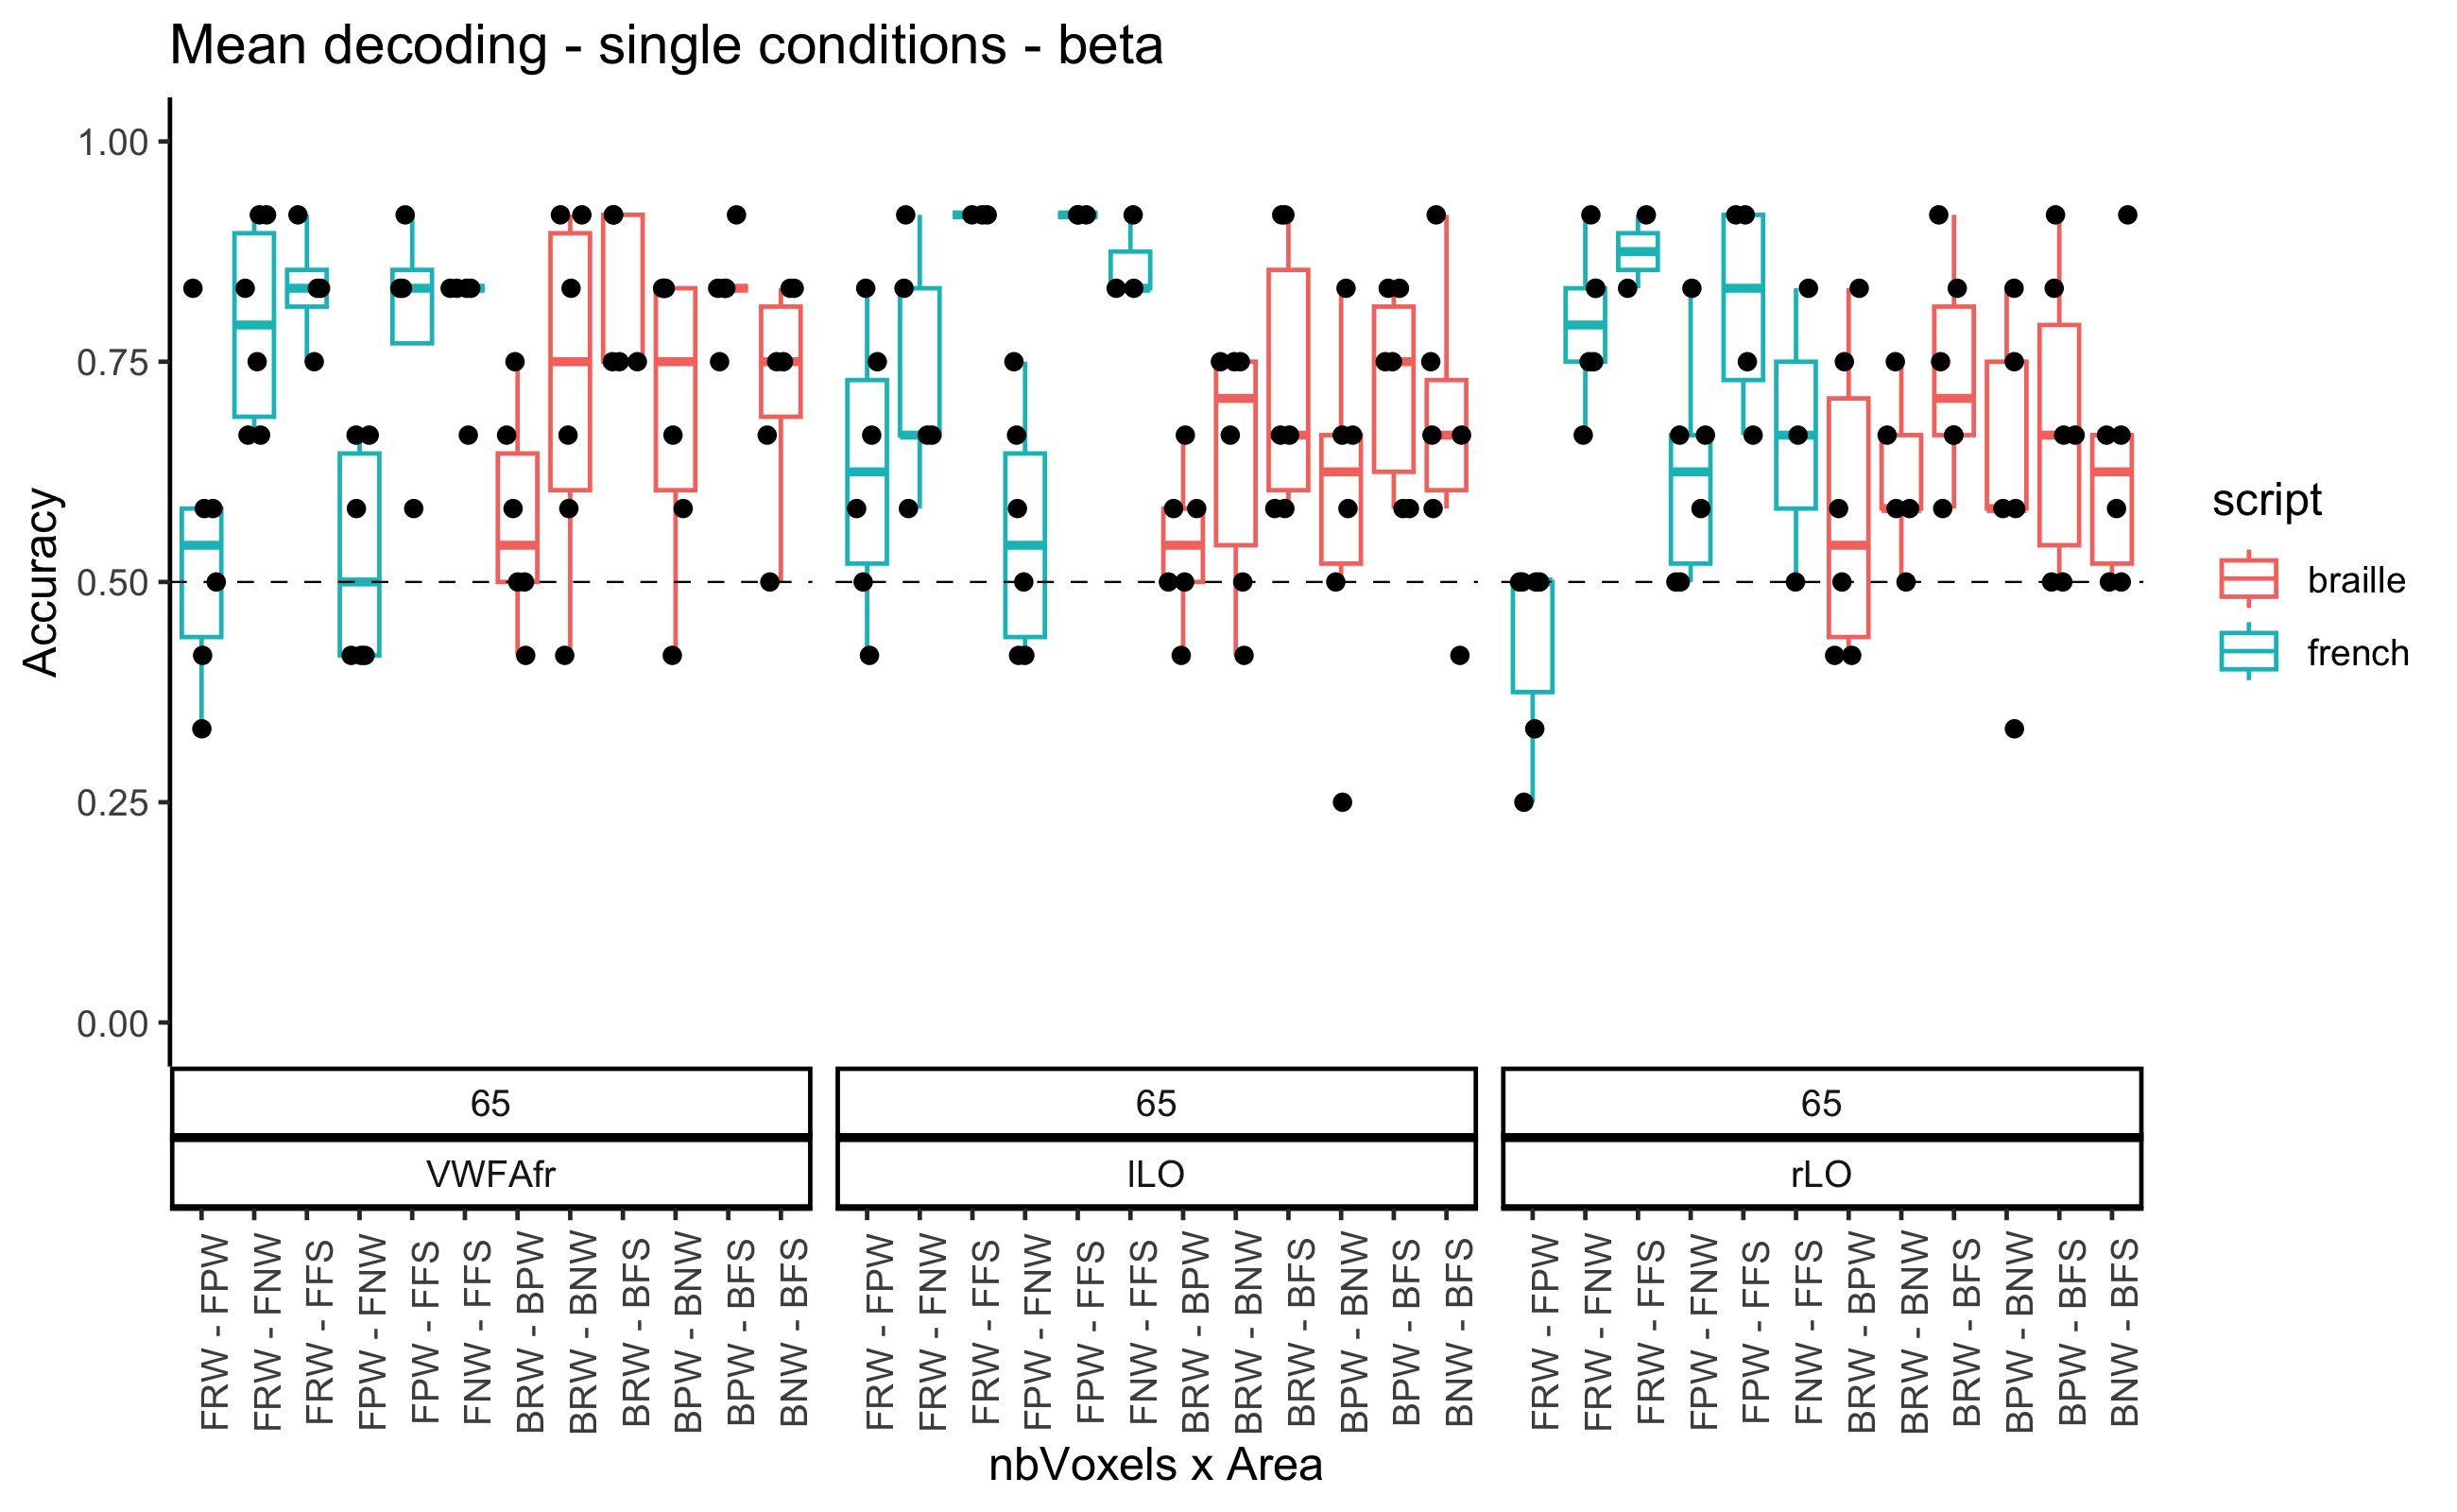 Mean decoding - single conditions - beta
Accuracy
1.00
0.75
0.50
0.25
0.00
65
65
65
VWFAfr
lLO
rLO
FRW - FPW
FRW - FNW
FRW - FFS
FPW - FNW
FPW - FFS
FNW - FFS
BRW - BPW
BRW - BNW
BRW - BFS
BPW - BNW
BPW - BFS
BNW - BFS
FRW - FPW
FRW - FNW
FRW - FFS
FPW - FNW
FPW - FFS
FNW - FFS
BRW - BPW
BRW - BNW
BRW - BFS
BPW - BNW
BPW - BFS
BNW - BFS
FRW - FPW
FRW - FNW
FRW - FFS
FPW - FNW
FPW - FFS
FNW - FFS
BRW - BPW
BRW - BNW
BRW - BFS
BPW - BNW
BPW - BFS
BNW - BFS
nbVoxels x Area
script
braille
french